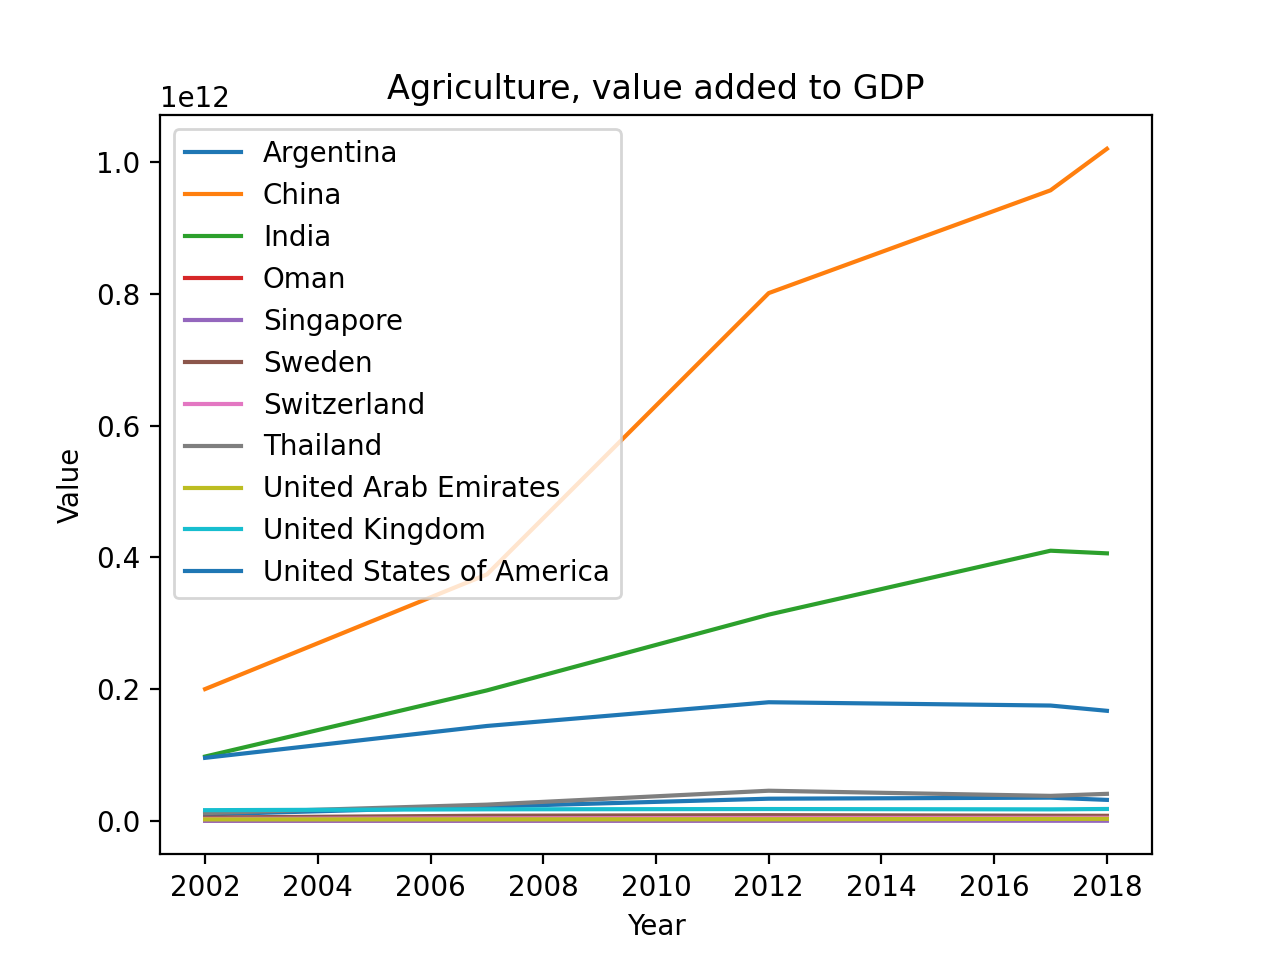 Agriculture, value added to GDP
1e12
1.0
0.8
0.6
0.4
0.2
0.0
Value
Argentina
China
India
Oman
Singapore
Sweden
Switzerland
Thailand
United Arab Emirates
United Kingdom
United States of America
2002 2004 2006 2008 2010 2012 2014 2016 2018
Year